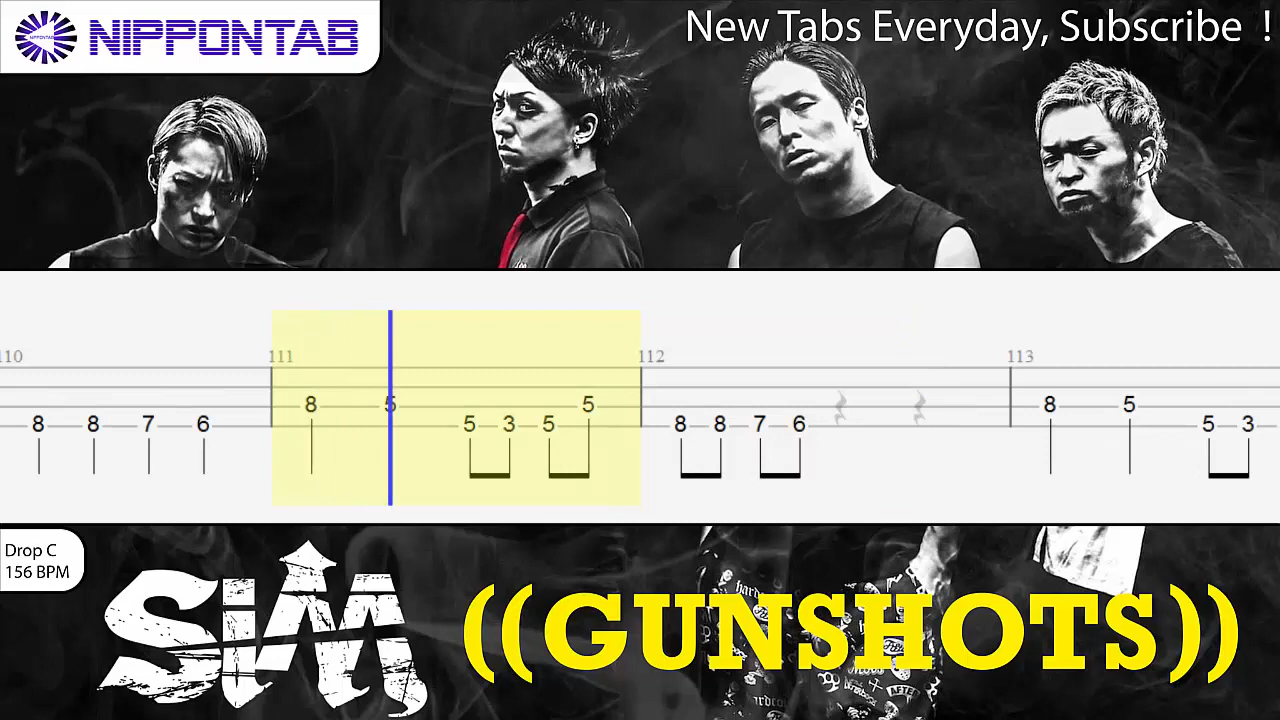 NIPPONTAB
New Tabs Everyday, Subscribe !
110 111 112 113
8 5 5 8 5
8 8 7 6 5 3 5 8 8 7 6 5 3
Drop C
156 BPM
SiM
((GUNSHOTS))